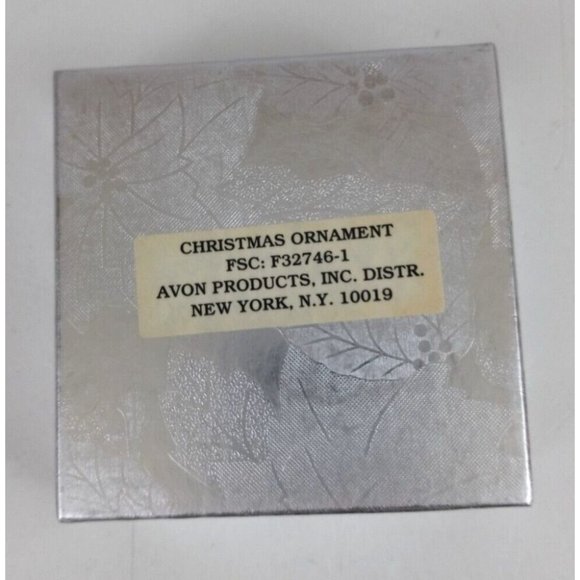 CHRISTMAS ORNAMENT
FSC: F32746-1
AVON PRODUCTS, INC. DISTR.
NEW YORK, N.Y. 10019